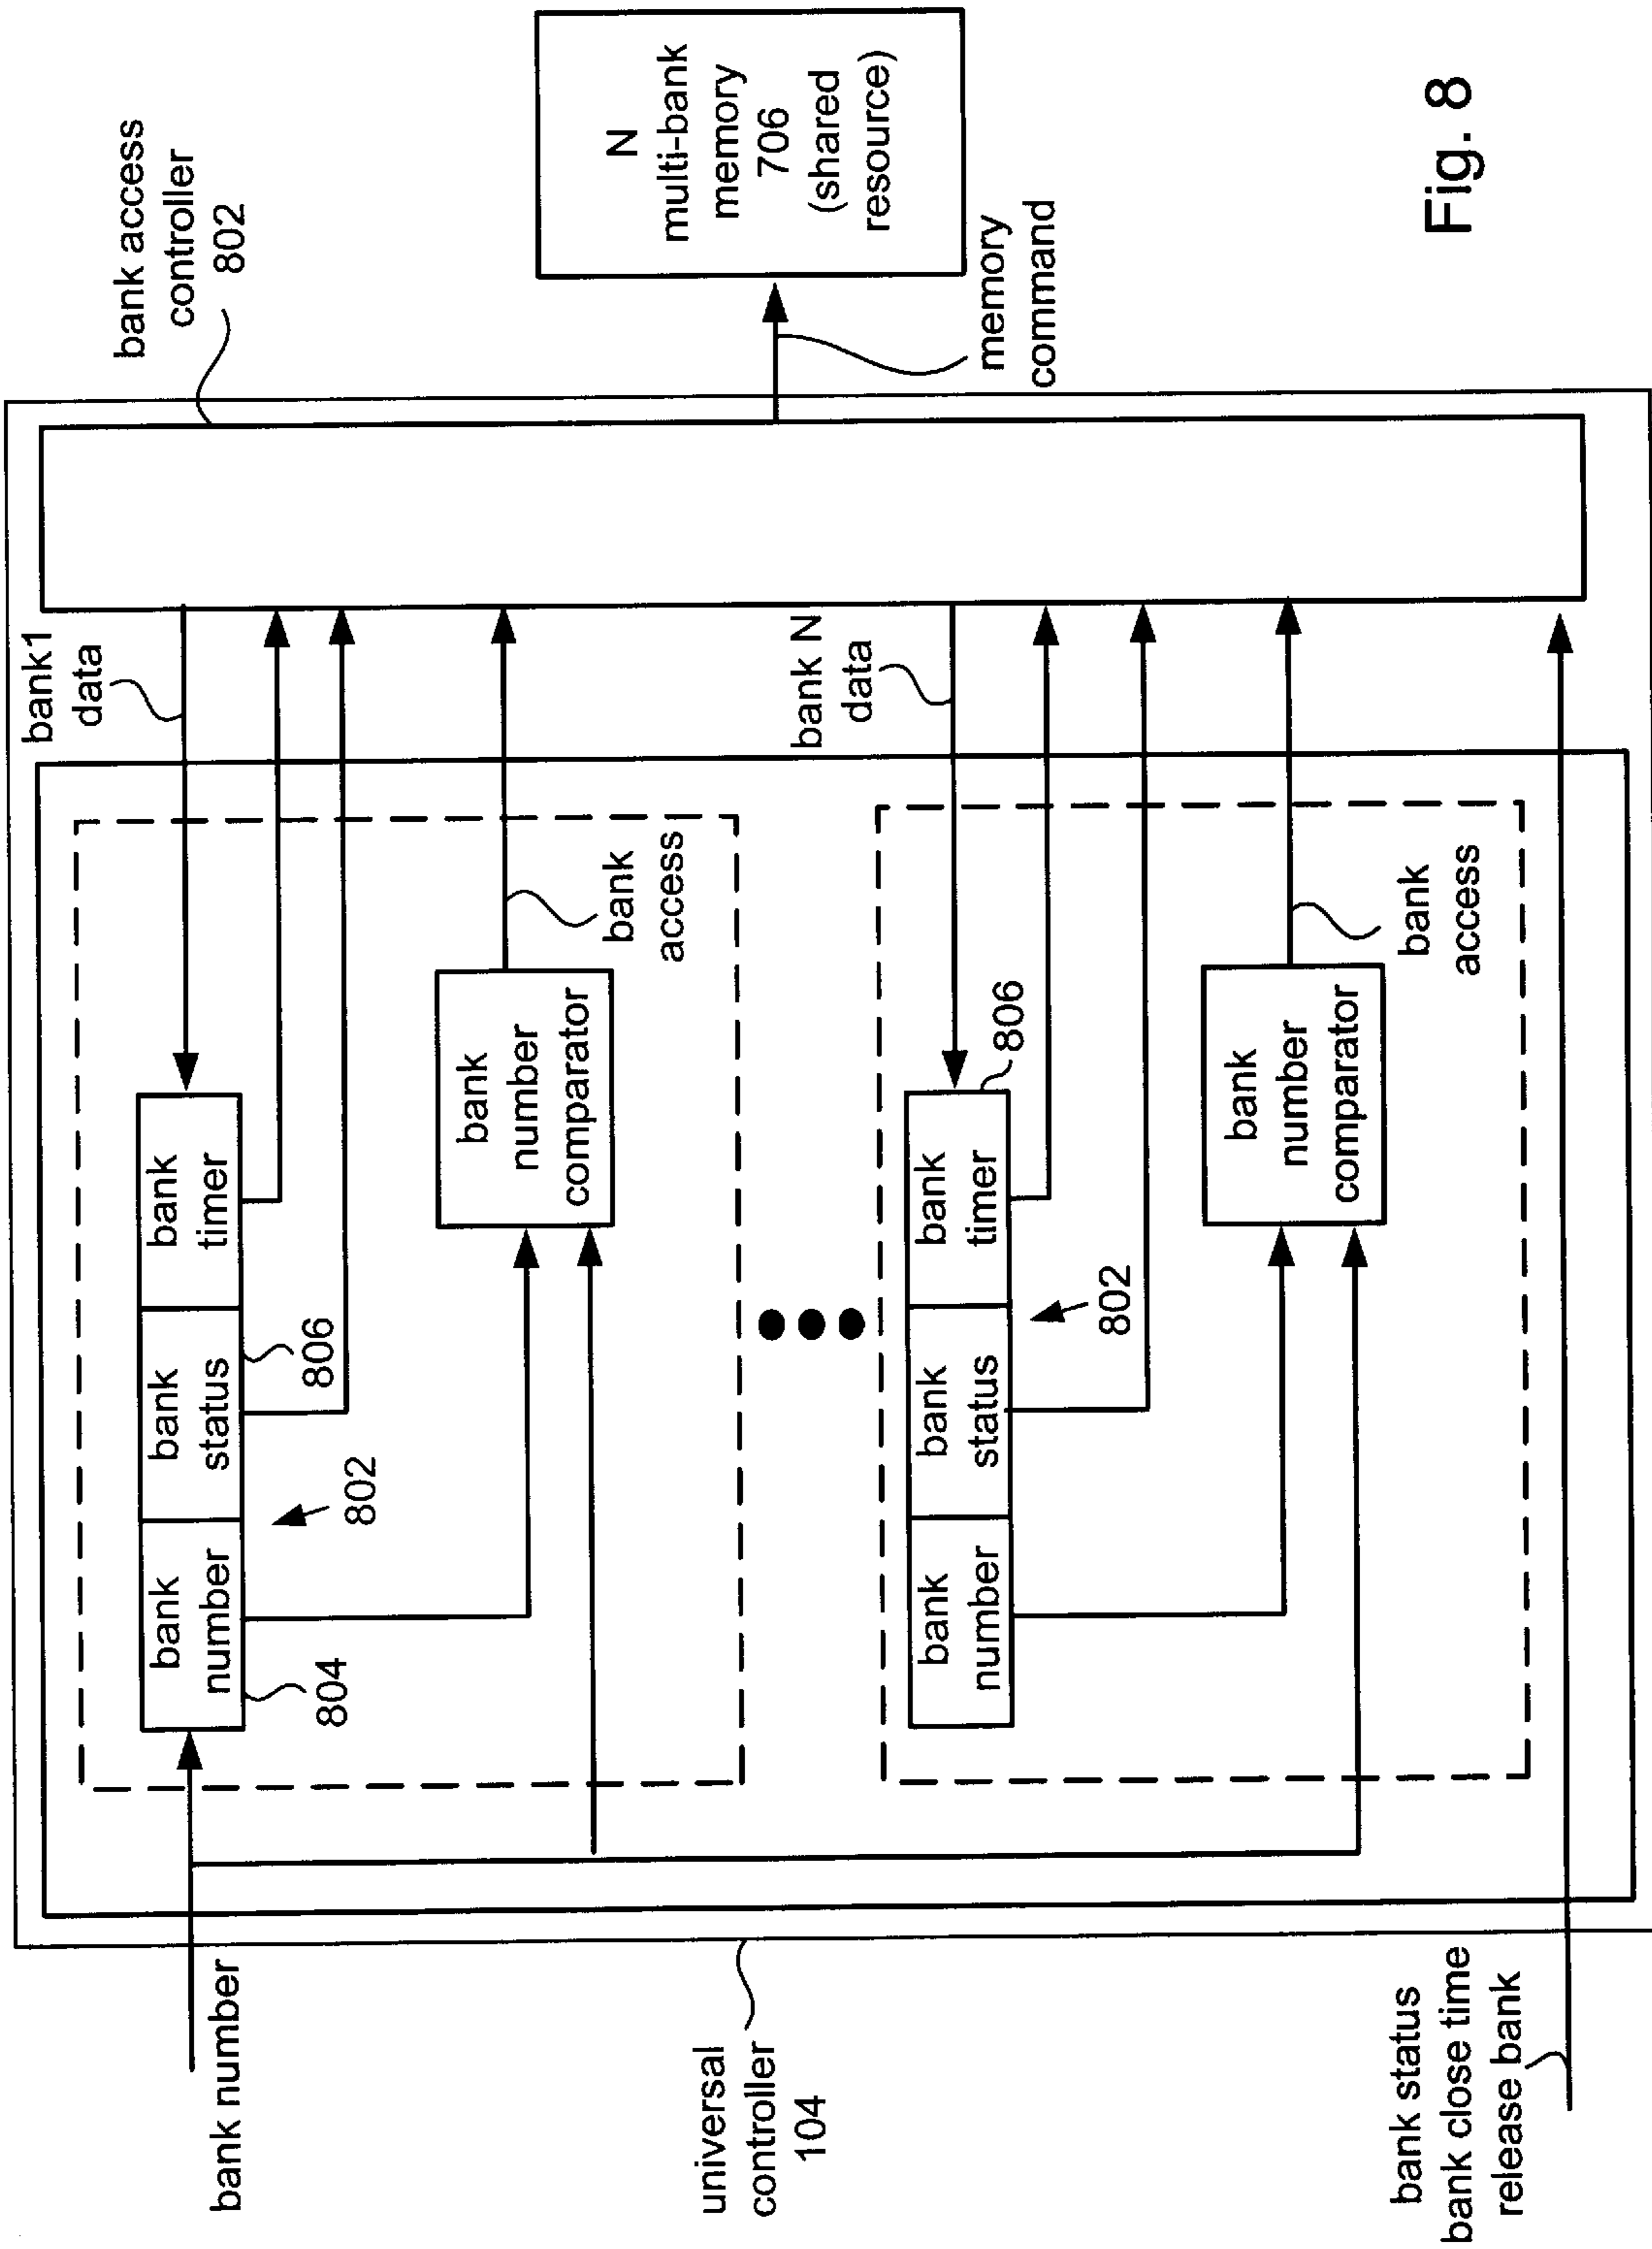 bank number
universal
controller
104
bank status
bank close time
release bank
bank
number
804
bank
status
806
bank
timer
802
bank
number
comparator
bank
access
bank1
data
bank
number
bank
status
bank
timer
806
802
bank
number
comparator
bank
access
bank N
data
bank access
controller
802
memory
command
N
multi-bank
memory
706
(shared
resource)
Fig. 8